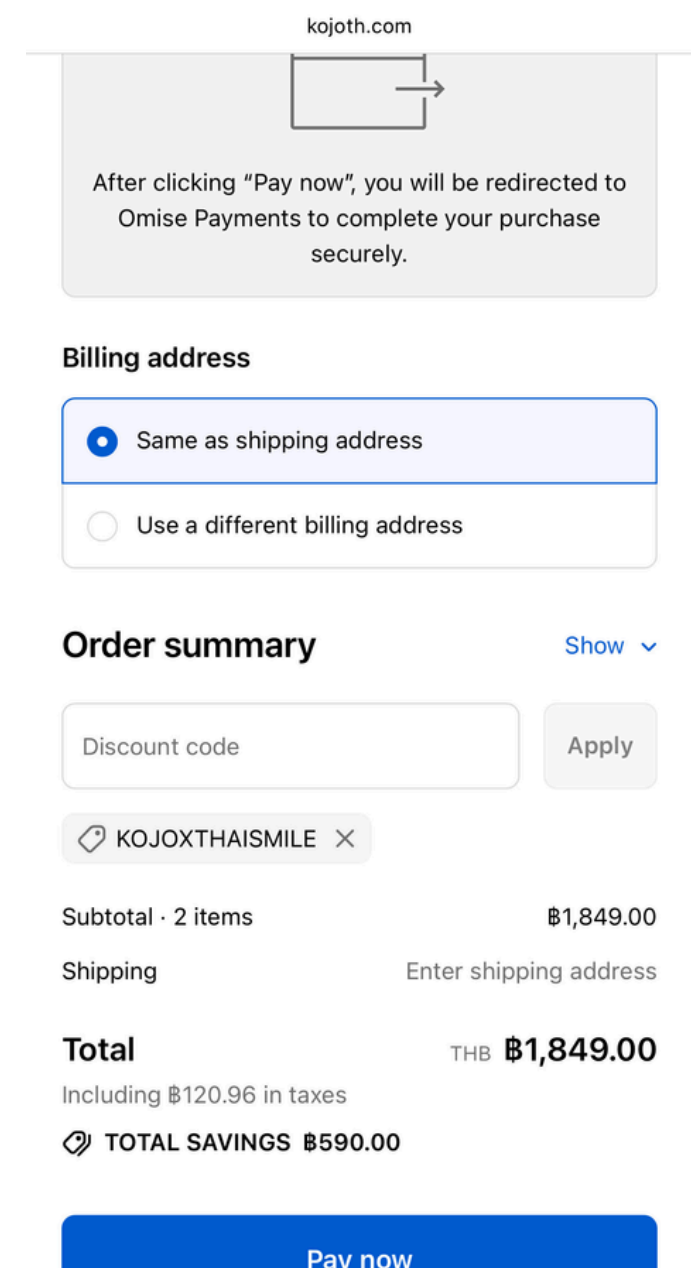 kojoth.com
After clicking “Pay now”, you will be redirected to
Omise Payments to complete your purchase
securely.
Billing address
Same as shipping address
Use a different billing address
Order summary
Show
Discount code
Apply
KOJOXTHAISMILE
Subtotal · 2 items
฿1,849.00
Shipping
Enter shipping address
Total
THB ฿1,849.00
Including ฿120.96 in taxes
TOTAL SAVINGS ฿590.00
Pay now